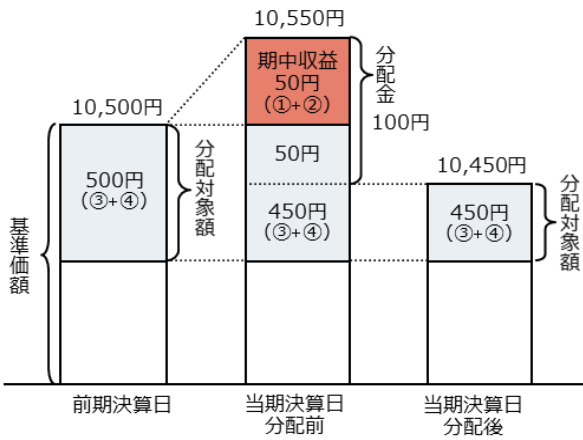 10,550円
期中収益
50円
(①+②)
分配金
100円
10,500円
500円
(③+④)
分配対象額
50円
450円
(③+④)
10,450円
450円
(③+④)
分配対象額
基準価額
前期決算日
当期決算日
分配前
当期決算日
分配後